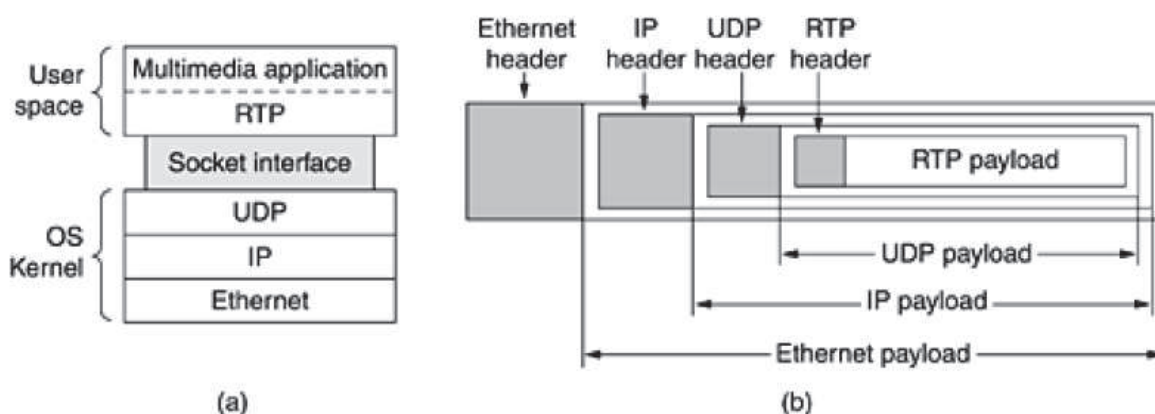 User
space
Multimedia application
RTP
Socket interface
OS
Kernel
UDP
IP
Ethernet
(a)
Ethernet
header
IP
header
UDP
header
RTP
header
RTP payload
UDP payload
IP payload
Ethernet payload
(b)